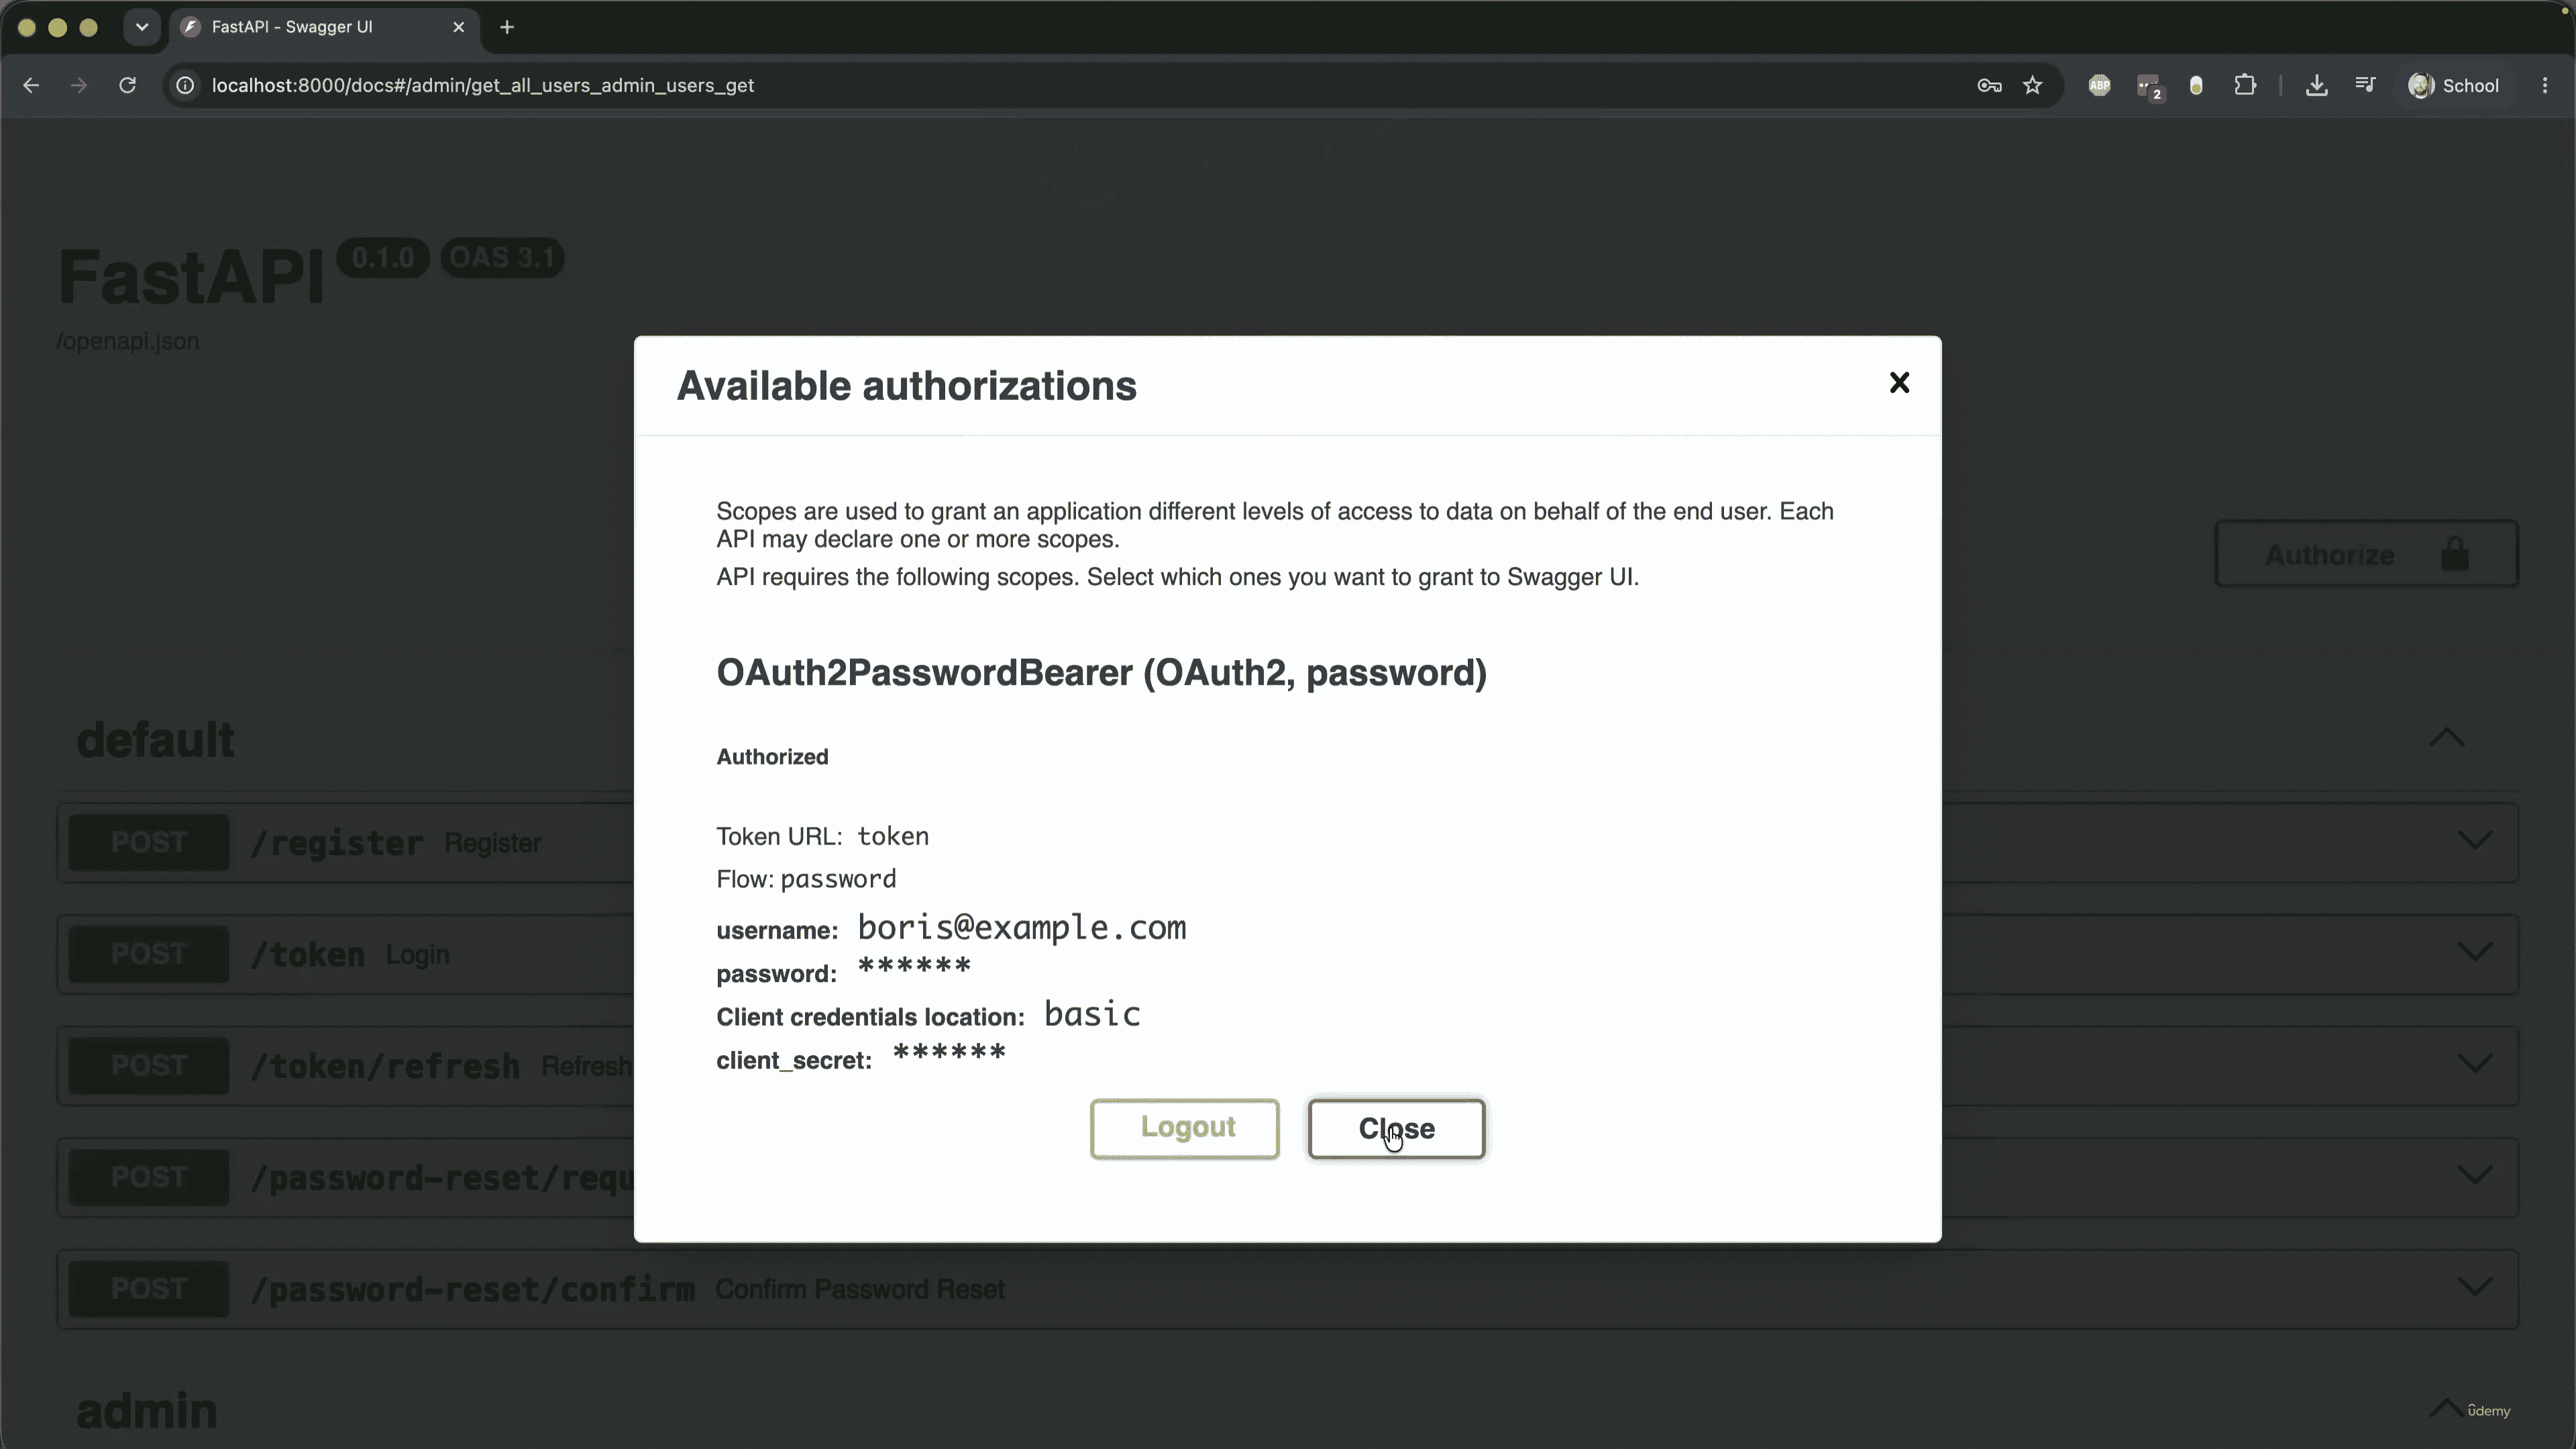 FastAPI - Swagger UI
localhost:8000/docs#/admin/get_all_users_admin_users_get
ABP
2
School
FastAPI 0.1.0 OAS 3.1
/openapi.json
Available authorizations
Scopes are used to grant an application different levels of access to data on behalf of the end user. Each
API may declare one or more scopes.
API requires the following scopes. Select which ones you want to grant to Swagger UI.
Authorize
OAuth2PasswordBearer (OAuth2, password)
default
Authorized
Token URL: token
POST /register Register
Flow: password
username: boris@example.com
POST /token Login
password: ******
Client credentials location: basic
client_secret: ******
POST /token/refresh Refresh
Logout
Close
POST /password-reset/requ
POST /password-reset/confirm Confirm Password Reset
admin
ûdemy